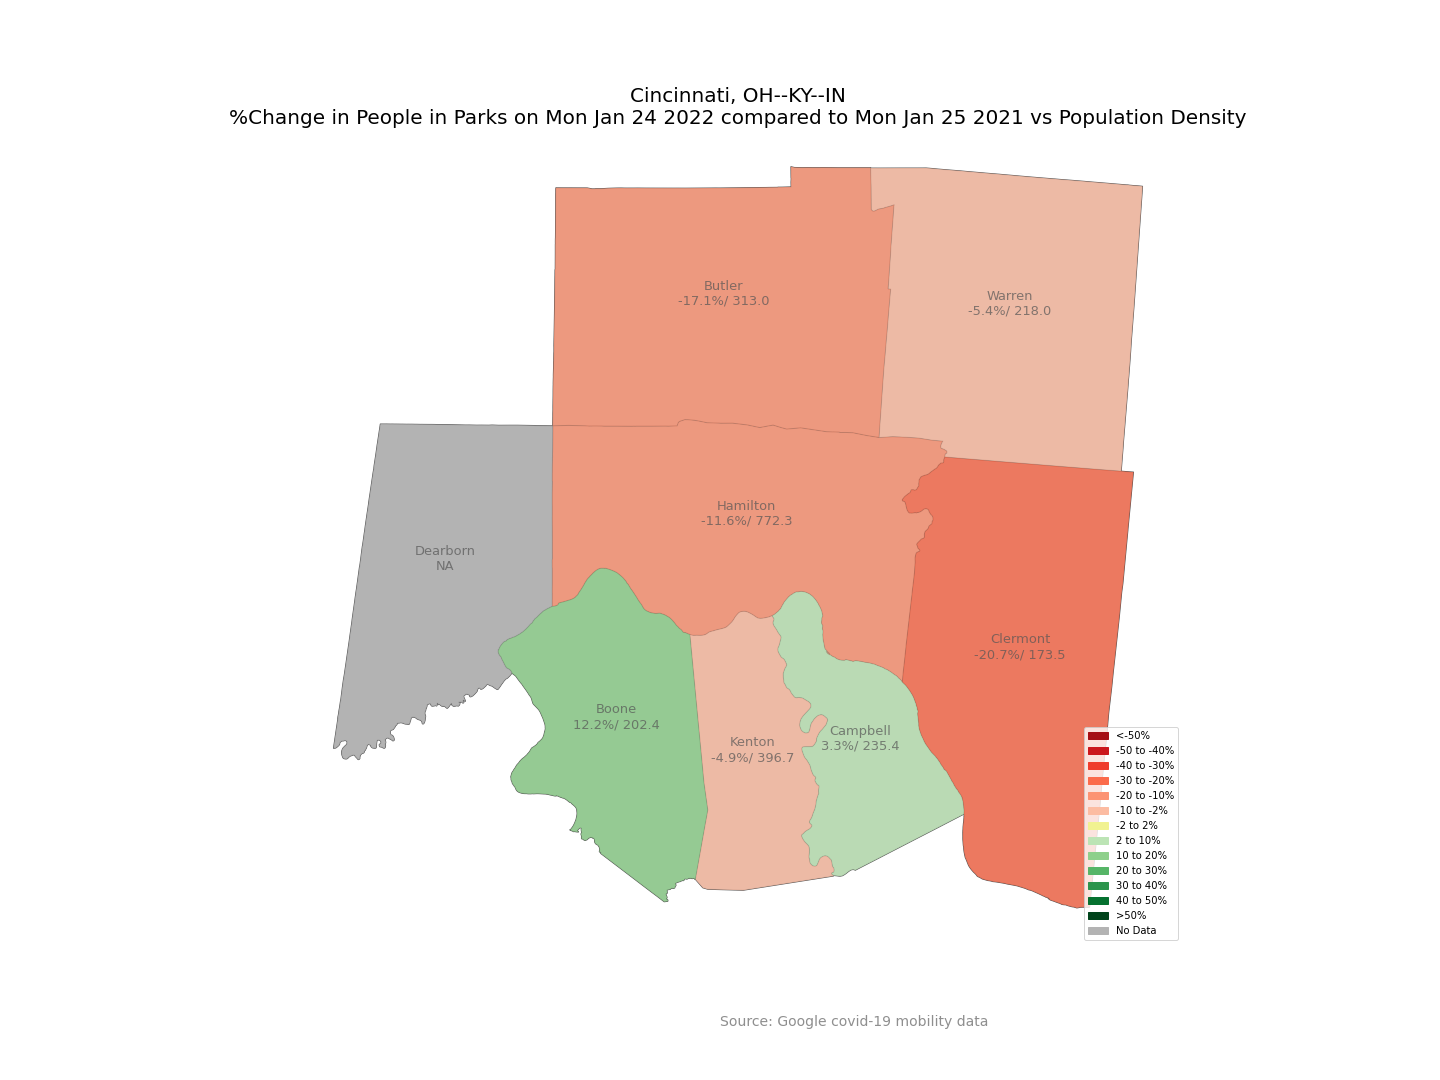 Cincinnati, OH--KY--IN
%Change in People in Parks on Mon Jan 24 2022 compared to Mon Jan 25 2021 vs Population Density
Butler
-17.1%/ 313.0
Warren
-5.4%/ 218.0
Hamilton
-11.6%/ 772.3
Dearborn
NA
Clermont
-20.7%/ 173.5
Boone
12.2%/ 202.4
Kenton
-4.9%/ 396.7
Campbell
3.3%/ 235.4
<-50%
-50 to -40%
-40 to -30%
-30 to -20%
-20 to -10%
-10 to -2%
-2 to 2%
2 to 10%
10 to 20%
20 to 30%
30 to 40%
40 to 50%
>50%
No Data
Source: Google covid-19 mobility data